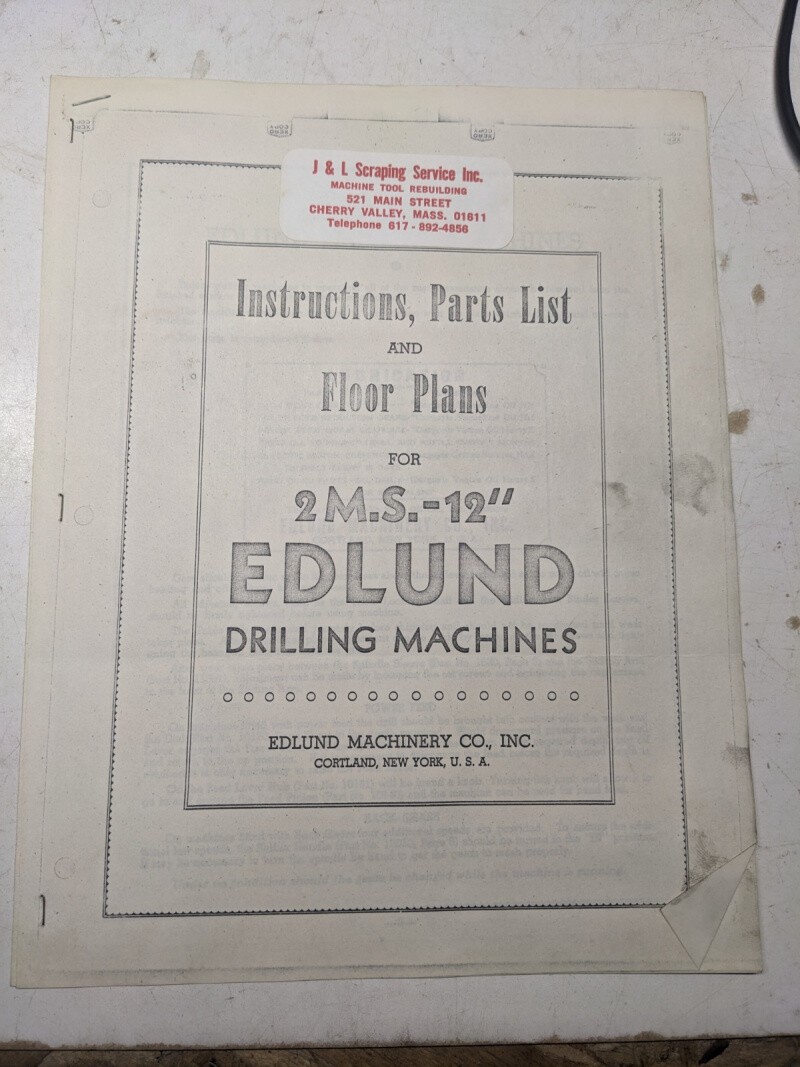 J & L Scraping Service Inc.
MACHINE TOOL REBUILDING
521 MAIN STREET
CHERRY VALLEY, MASS. 01611
Telephone 617 - 892-4856
Instructions, Parts List
AND
Floor Plans
FOR
2 M.S.-12"
EDLUND
DRILLING MACHINES
EDLUND MACHINERY CO., INC.
CORTLAND, NEW YORK, U. S. A.